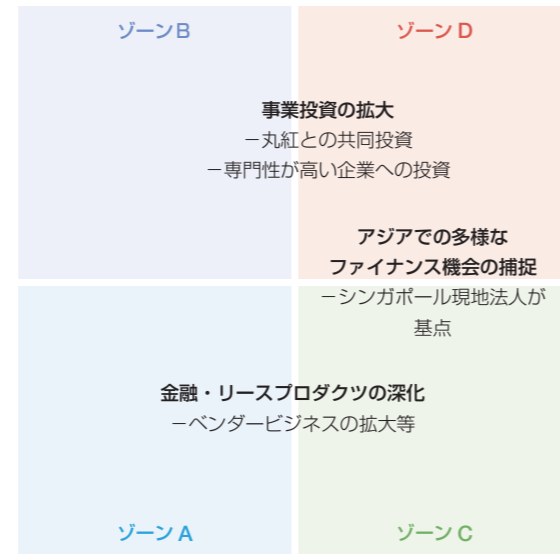 ゾーンB
ゾーンD
事業投資の拡大
－丸紅との共同投資
－専門性が高い企業への投資
アジアでの多様な
ファイナンス機会の捕捉
－シンガポール現地法人が
基点
金融・リースプロダクツの深化
－ベンダービジネスの拡大等
ゾーンA
ゾーンC